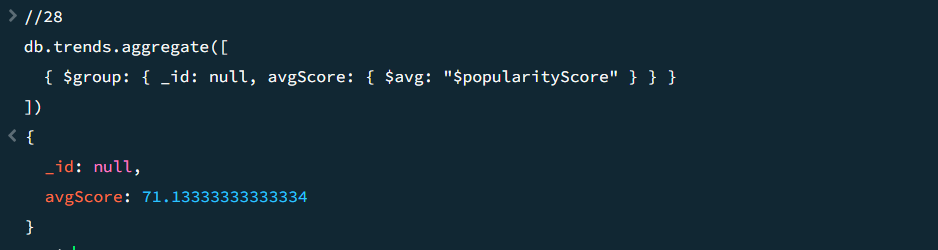 > //28
db.trends.aggregate([
  { $group: { _id: null, avgScore: { $avg: "$popularityScore" } } }
])
< {
  _id: null,
  avgScore: 71.13333333333334
}